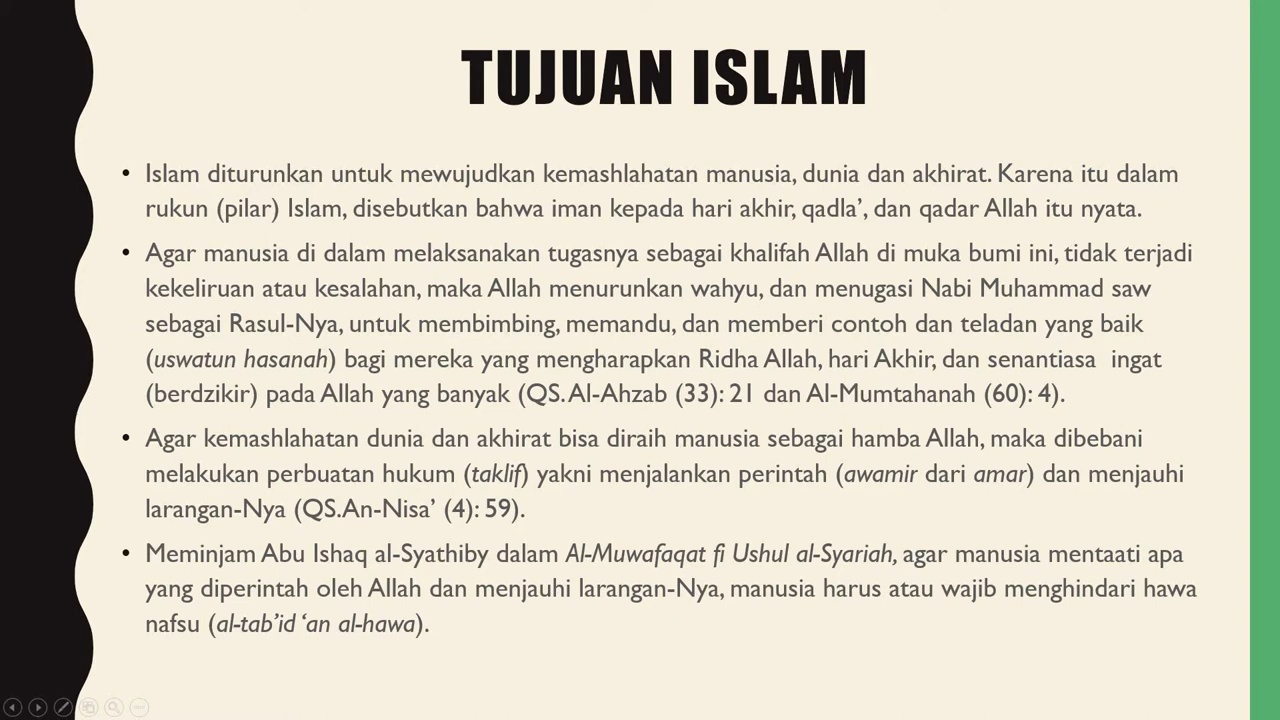 TUJUAN ISLAM
• Islam diturunkan untuk mewujudkan kemashlahatan manusia, dunia dan akhirat. Karena itu dalam
rukun (pilar) Islam, disebutkan bahwa iman kepada hari akhir, qadla’, dan qadar Allah itu nyata.
• Agar manusia di dalam melaksanakan tugasnya sebagai khalifah Allah di muka bumi ini, tidak terjadi
kekeliruan atau kesalahan, maka Allah menurunkan wahyu, dan menugasi Nabi Muhammad saw
sebagai Rasul-Nya, untuk membimbing, memandu, dan memberi contoh dan teladan yang baik
(uswatun hasanah) bagi mereka yang mengharapkan Ridha Allah, hari Akhir, dan senantiasa ingat
(berdzikir) pada Allah yang banyak (QS. Al-Ahzab (33): 21 dan Al-Mumtahanah (60): 4).
• Agar kemashlahatan dunia dan akhirat bisa diraih manusia sebagai hamba Allah, maka dibebani
melakukan perbuatan hukum (taklif) yakni menjalankan perintah (awamir dari amar) dan menjauhi
larangan-Nya (QS.An-Nisa’ (4): 59).
• Meminjam Abu Ishaq al-Syathiby dalam Al-Muwafaqat fi Ushul al-Syariah, agar manusia mentaati apa
yang diperintah oleh Allah dan menjauhi larangan-Nya, manusia harus atau wajib menghindari hawa
nafsu (al-tab’id ‘an al-hawa).